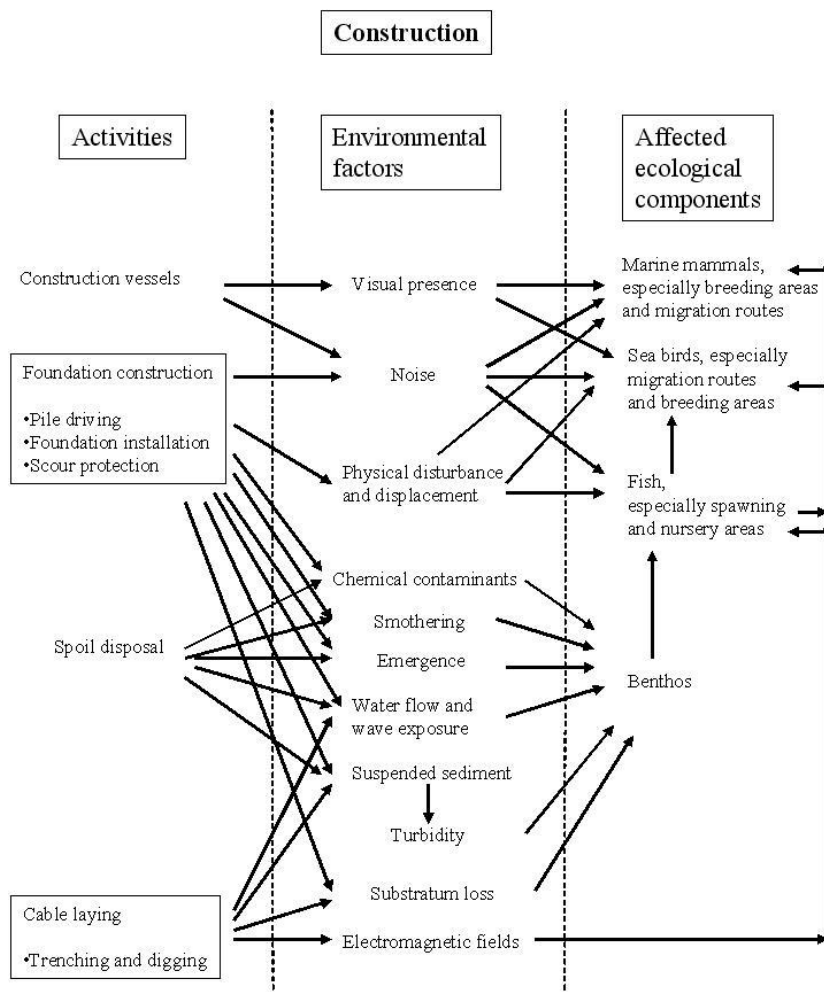 Construction
Activities
Environmental
factors
Affected
ecological
components
Construction vessels
Foundation construction
•Pile driving
•Foundation installation
•Scour protection
Spoil disposal
Cable laying
•Trenching and digging
Visual presence
Noise
Physical disturbance
and displacement
Chemical contaminants
Smothering
Emergence
Water flow and
wave exposure
Suspended sediment
Turbidity
Substratum loss
Electromagnetic fields
Marine mammals,
especially breeding areas
and migration routes
Sea birds, especially
migration routes
and breeding areas
Fish,
especially spawning
and nursery areas
Benthos